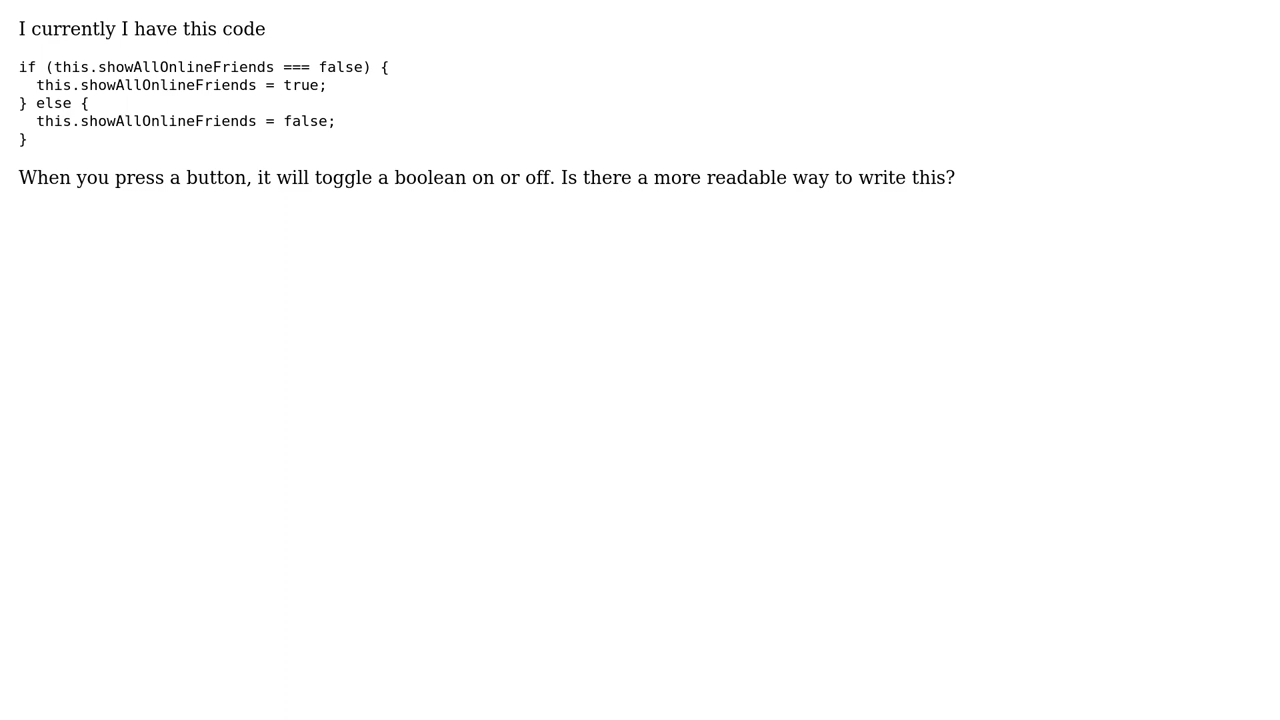 I currently I have this code
if (this.showAllOnlineFriends === false) {
  this.showAllOnlineFriends = true;
} else {
  this.showAllOnlineFriends = false;
}
When you press a button, it will toggle a boolean on or off. Is there a more readable way to write this?